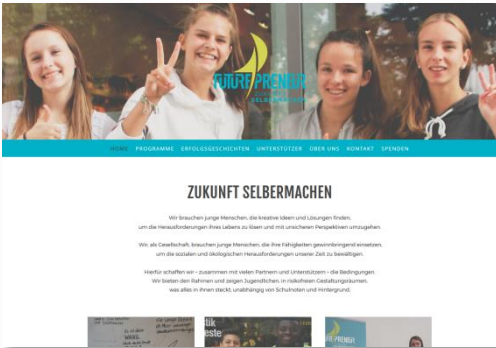 FUTURE PRENEUR
SELBERMACHEN
HOME PROGRAMME ERFOLGSGESCHICHTEN UNTERSTÜTZER ÜBER UNS KONTAKT SPENDEN
ZUKUNFT SELBERMACHEN
Wir brauchen junge Menschen, die kreative Ideen und Lösungen finden,
um die Herausforderungen ihres Lebens zu lösen und mit unsicheren Perspektiven umzugehen.
Wir, als Gesellschaft, brauchen junge Menschen, die ihre Fähigkeiten gewinnbringend einsetzen,
um die sozialen und ökologischen Herausforderungen unserer Zeit zu bewältigen.
Hierfür schaffen wir – zusammen mit vielen Partnern und Unterstützern – die Bedingungen.
Wir bieten den Rahmen und zeigen Jugendlichen, in risikofreien Gestaltungsräumen,
was alles in ihnen steckt; unabhängig von Schulnoten und Hintergrund.